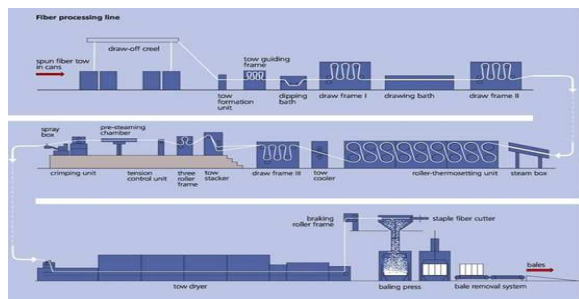 Fiber processing line
draw-off creel
spun fiber tow
in cans
tow guiding
frame
tow
formation
unit
dipping
bath
draw frame I
drawing bath
draw frame II
spray
box
pre-steaming
chamber
crimping unit
tension
control unit
three
roller
frame
tow
stacker
draw frame III
tow
cooler
roller-thermosetting unit
steam box
braking
roller frame
staple fiber cutter
bales
tow dryer
baling press
bale removal system